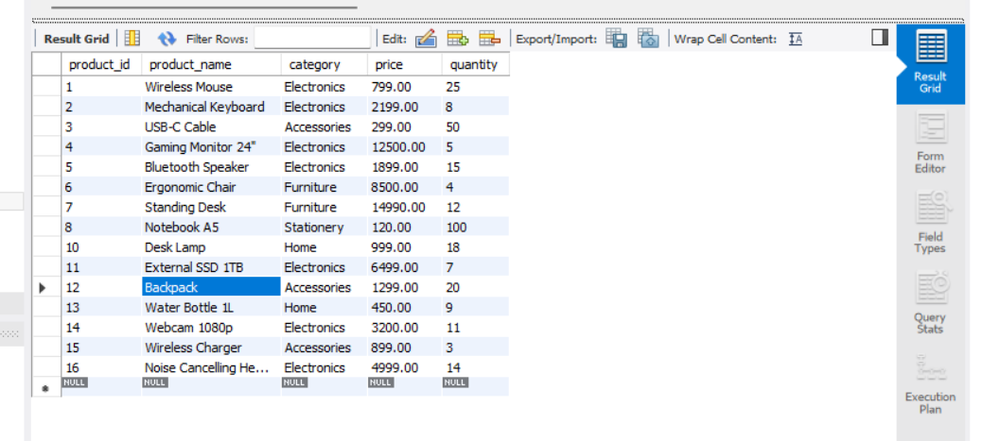 Result Grid Filter Rows: Edit: Export/Import: Wrap Cell Content: IA
product_id product_name category price quantity
1 Wireless Mouse Electronics 799.00 25
2 Mechanical Keyboard Electronics 2199.00 8
3 USB-C Cable Accessories 299.00 50
4 Gaming Monitor 24" Electronics 12500.00 5
5 Bluetooth Speaker Electronics 1899.00 15
6 Ergonomic Chair Furniture 8500.00 4
7 Standing Desk Furniture 14990.00 12
8 Notebook A5 Stationery 120.00 100
10 Desk Lamp Home 999.00 18
11 External SSD 1TB Electronics 6499.00 7
12 Backpack Accessories 1299.00 20
13 Water Bottle 1L Home 450.00 9
14 Webcam 1080p Electronics 3200.00 11
15 Wireless Charger Accessories 899.00 3
16 Noise Cancelling He... Electronics 4999.00 14
NULL NULL NULL NULL NULL
Result
Grid
Form
Editor
Field
Types
Query
Stats
Execution
Plan